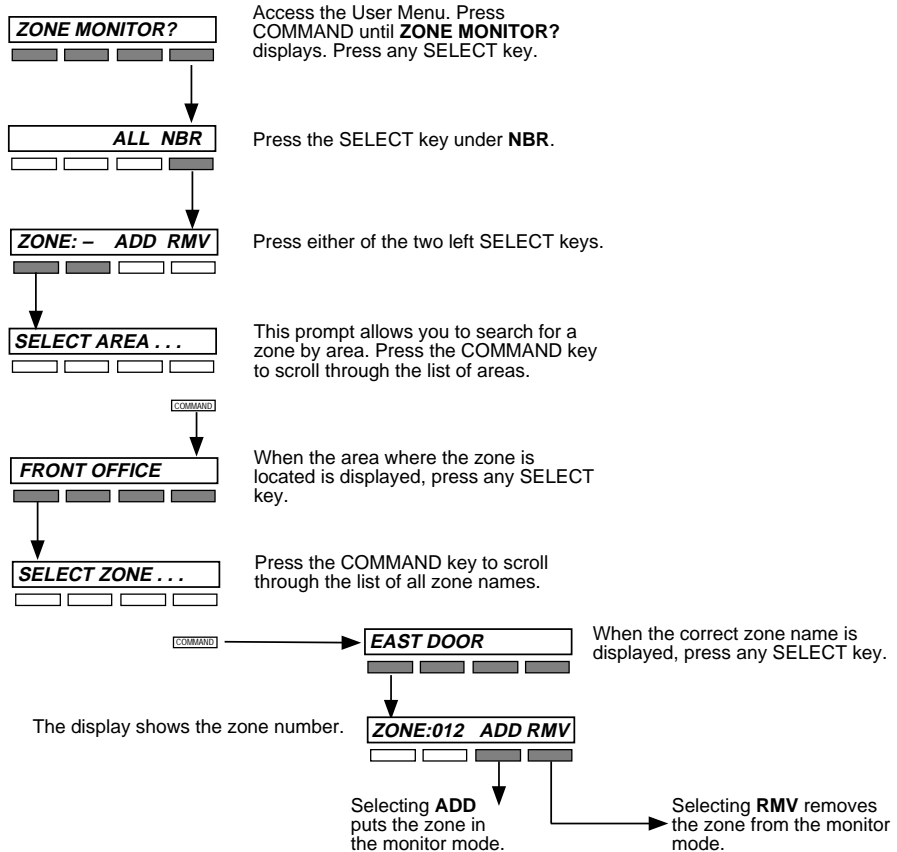 ZONE MONITOR?
Access the User Menu. Press
COMMAND until ZONE MONITOR?
displays. Press any SELECT key.
ALL NBR
Press the SELECT key under NBR.
ZONE: – ADD RMV
Press either of the two left SELECT keys.
SELECT AREA . . .
This prompt allows you to search for a
zone by area. Press the COMMAND key
to scroll through the list of areas.
COMMAND
FRONT OFFICE
When the area where the zone is
located is displayed, press any SELECT
key.
SELECT ZONE . . .
Press the COMMAND key to scroll
through the list of all zone names.
COMMAND
EAST DOOR
When the correct zone name is
displayed, press any SELECT key.
The display shows the zone number.
ZONE:012 ADD RMV
Selecting ADD
puts the zone in
the monitor mode.
Selecting RMV removes
the zone from the monitor
mode.